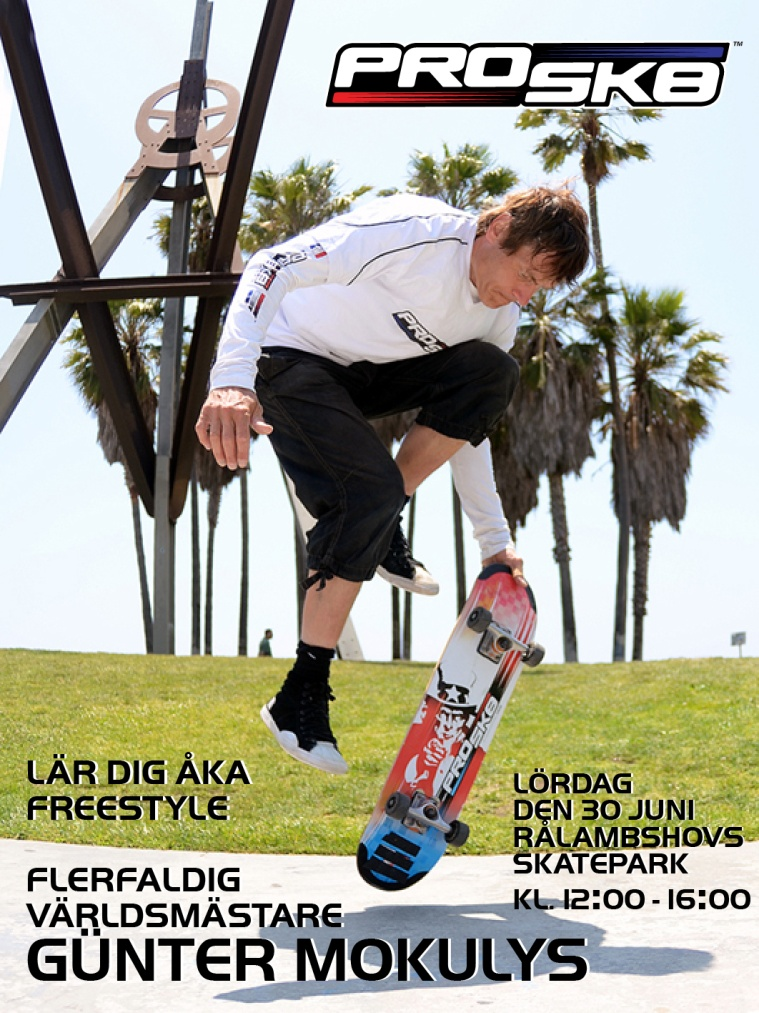 PROSK8™
PROSK8
LÄR DIG ÅKA
FREESTYLE
LÖRDAG
DEN 30 JUNI
RÅLAMBSHOVS
SKATEPARK
KL. 12:00 - 16:00
FLERFALDIG
VÄRLDSMÄSTARE
GÜNTER MOKULYS